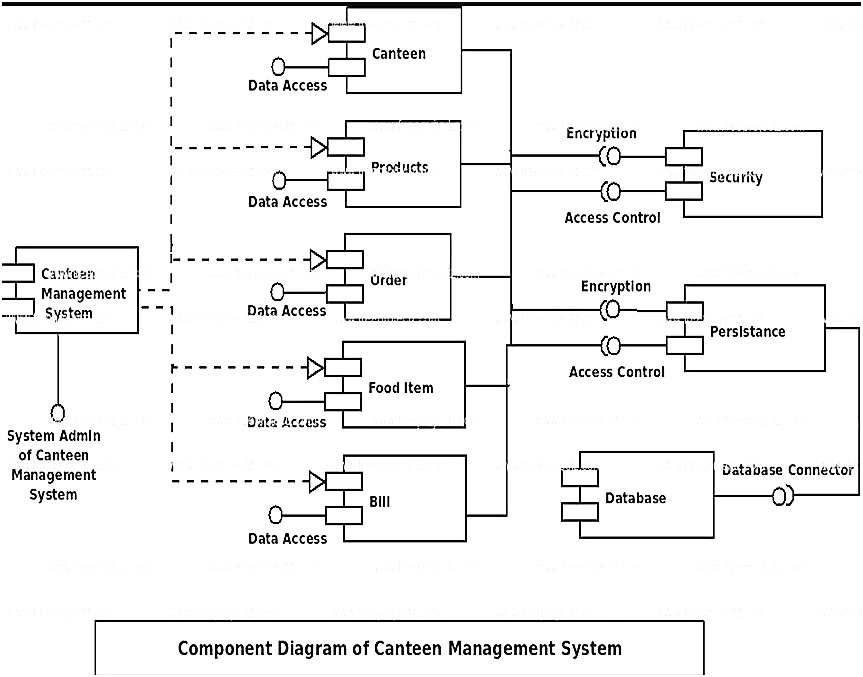 Canteen
Data Access
Products
Data Access
Encryption
Security
Access Control
Canteen
Management
System
Order
Data Access
Encryption
Persistance
Access Control
Food Item
Data Access
System Admin
of Canteen
Management
System
Bill
Data Access
Database Connector
Database
Component Diagram of Canteen Management System